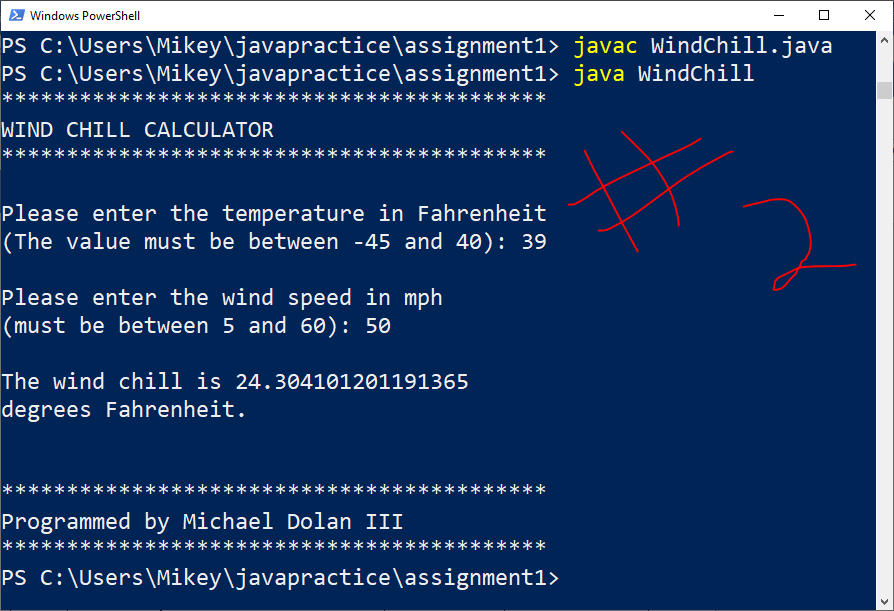 Windows PowerShell
PS C:\Users\Mikey\javapractice\assignment1> javac WindChill.java
PS C:\Users\Mikey\javapractice\assignment1> java WindChill
******************************************
WIND CHILL CALCULATOR
******************************************
Please enter the temperature in Fahrenheit
(The value must be between -45 and 40): 39
Please enter the wind speed in mph
(must be between 5 and 60): 50
The wind chill is 24.304101201191365
degrees Fahrenheit.
******************************************
Programmed by Michael Dolan III
******************************************
PS C:\Users\Mikey\javapractice\assignment1>
# 2